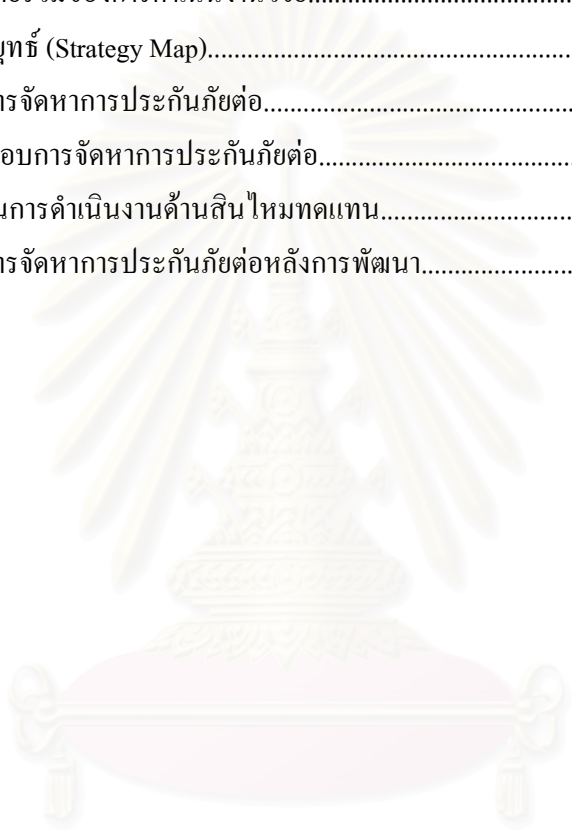 ยุทธ์ (Strategy Map)..........................................................
ารจัดหาการประกันภัยต่อ.................................................
อบการจัดหาการประกันภัยต่อ........................................
นการดำเนินงานด้านสินไหมทดแทน..............................
ารจัดหาการประกันภัยต่อหลังการพัฒนา.......................